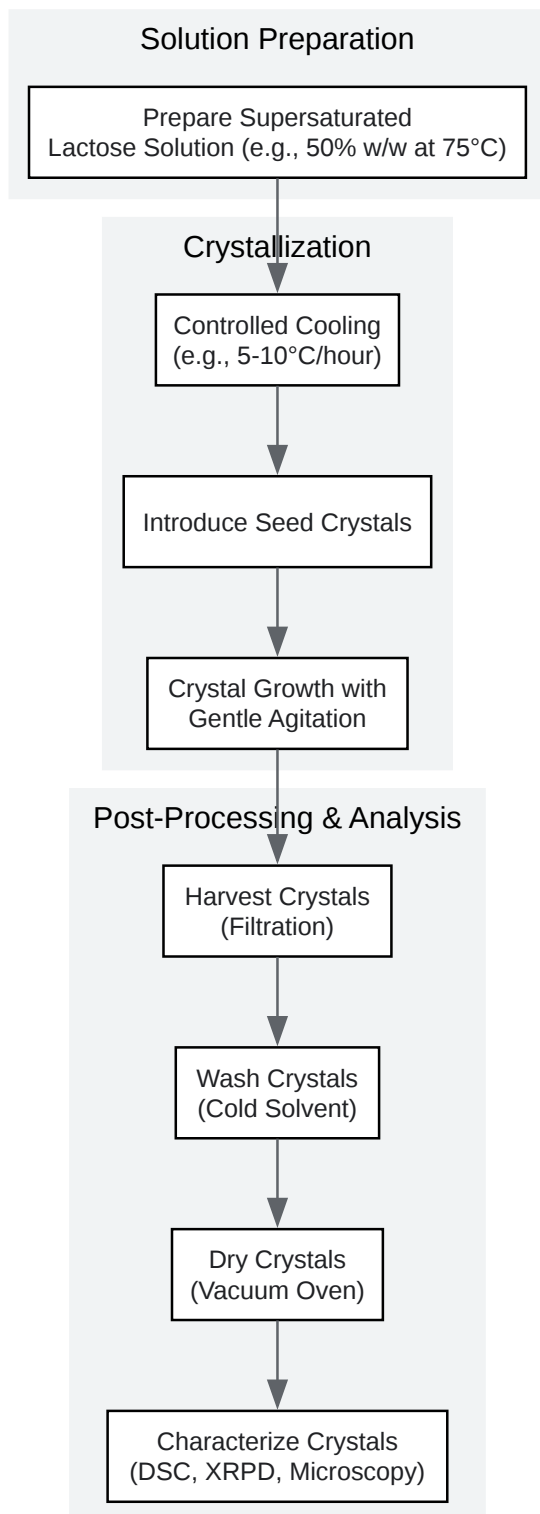 Solution Preparation
Prepare Supersaturated
Lactose Solution (e.g., 50% w/w at 75°C)
Crystallization
Controlled Cooling
(e.g., 5-10°C/hour)
Introduce Seed Crystals
Crystal Growth with
Gentle Agitation
Post-Processing & Analysis
Harvest Crystals
(Filtration)
Wash Crystals
(Cold Solvent)
Dry Crystals
(Vacuum Oven)
Characterize Crystals
(DSC, XRPD, Microscopy)